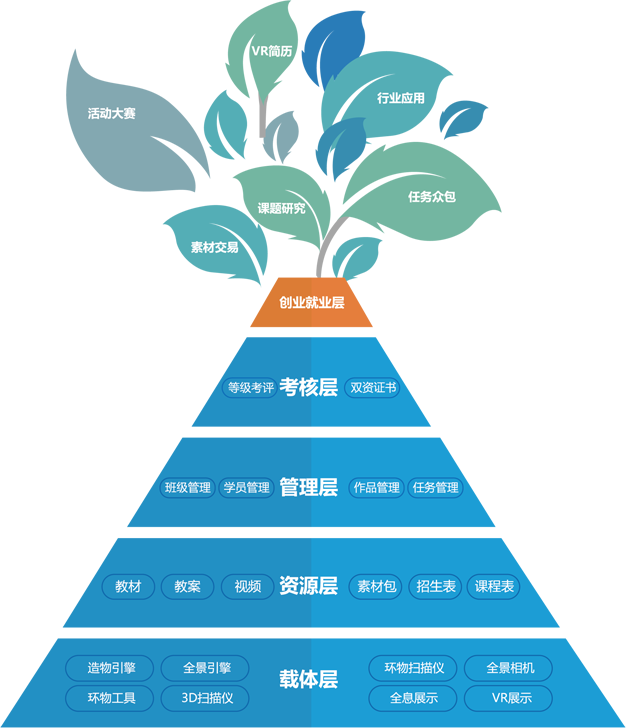 VR简历
行业应用
活动大赛
任务众包
课题研究
素材交易
创业就业层
等级考评 考核层 双资证书
班级管理 学员管理 管理层 作品管理 任务管理
教材 教案 视频 资源层 素材包 招生表 课程表
造物引擎 全景引擎 载体层 环物扫描仪 全景相机
环物工具 3D扫描仪 全息展示 VR展示